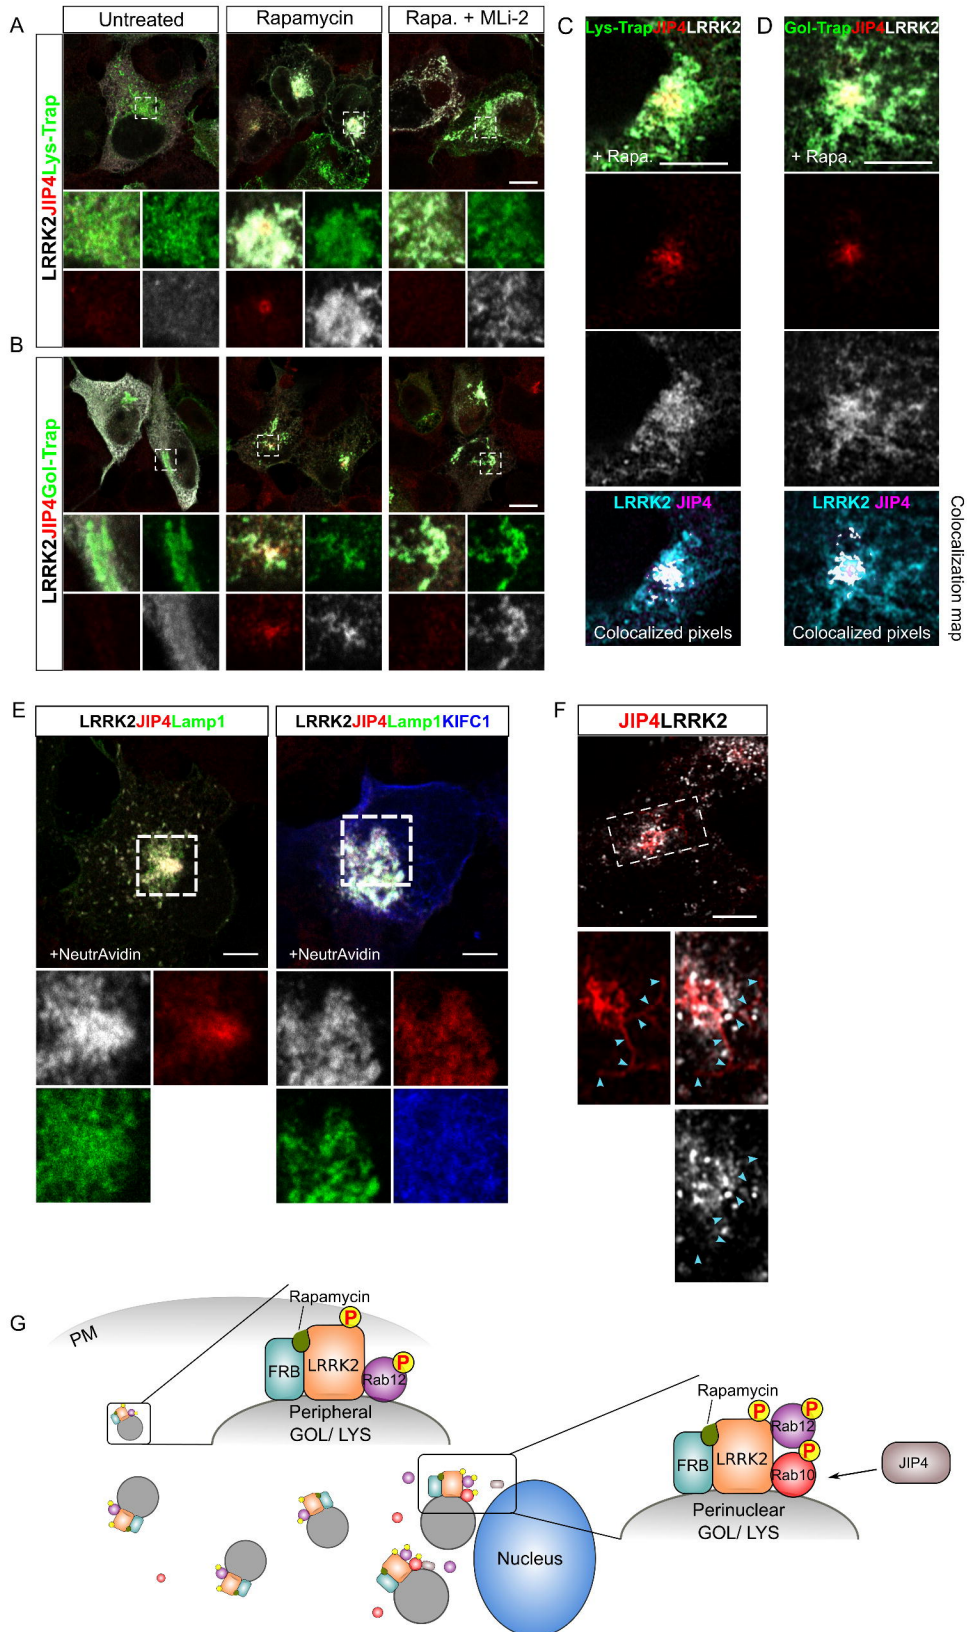 A
Untreated
Rapamycin
Rapa. + MLi-2
LRRK2JIP4Lys-Trap
B
LRRK2JIP4Gol-Trap
C
Lys-TrapJIP4LRRK2
+ Rapa.
LRRK2 JIP4
Colocalized pixels
D
Gol-TrapJIP4LRRK2
+ Rapa.
LRRK2 JIP4
Colocalized pixels
Colocalization map
E
LRRK2JIP4Lamp1
+NeutrAvidin
LRRK2JIP4Lamp1KIFC1
+NeutrAvidin
F
JIP4LRRK2
G
PM
Rapamycin
P
FRB
LRRK2
P
Rab12
Peripheral
GOL/ LYS
Nucleus
Rapamycin
P
P
FRB
LRRK2
Rab12
P
Rab10
JIP4
Perinuclear
GOL/ LYS